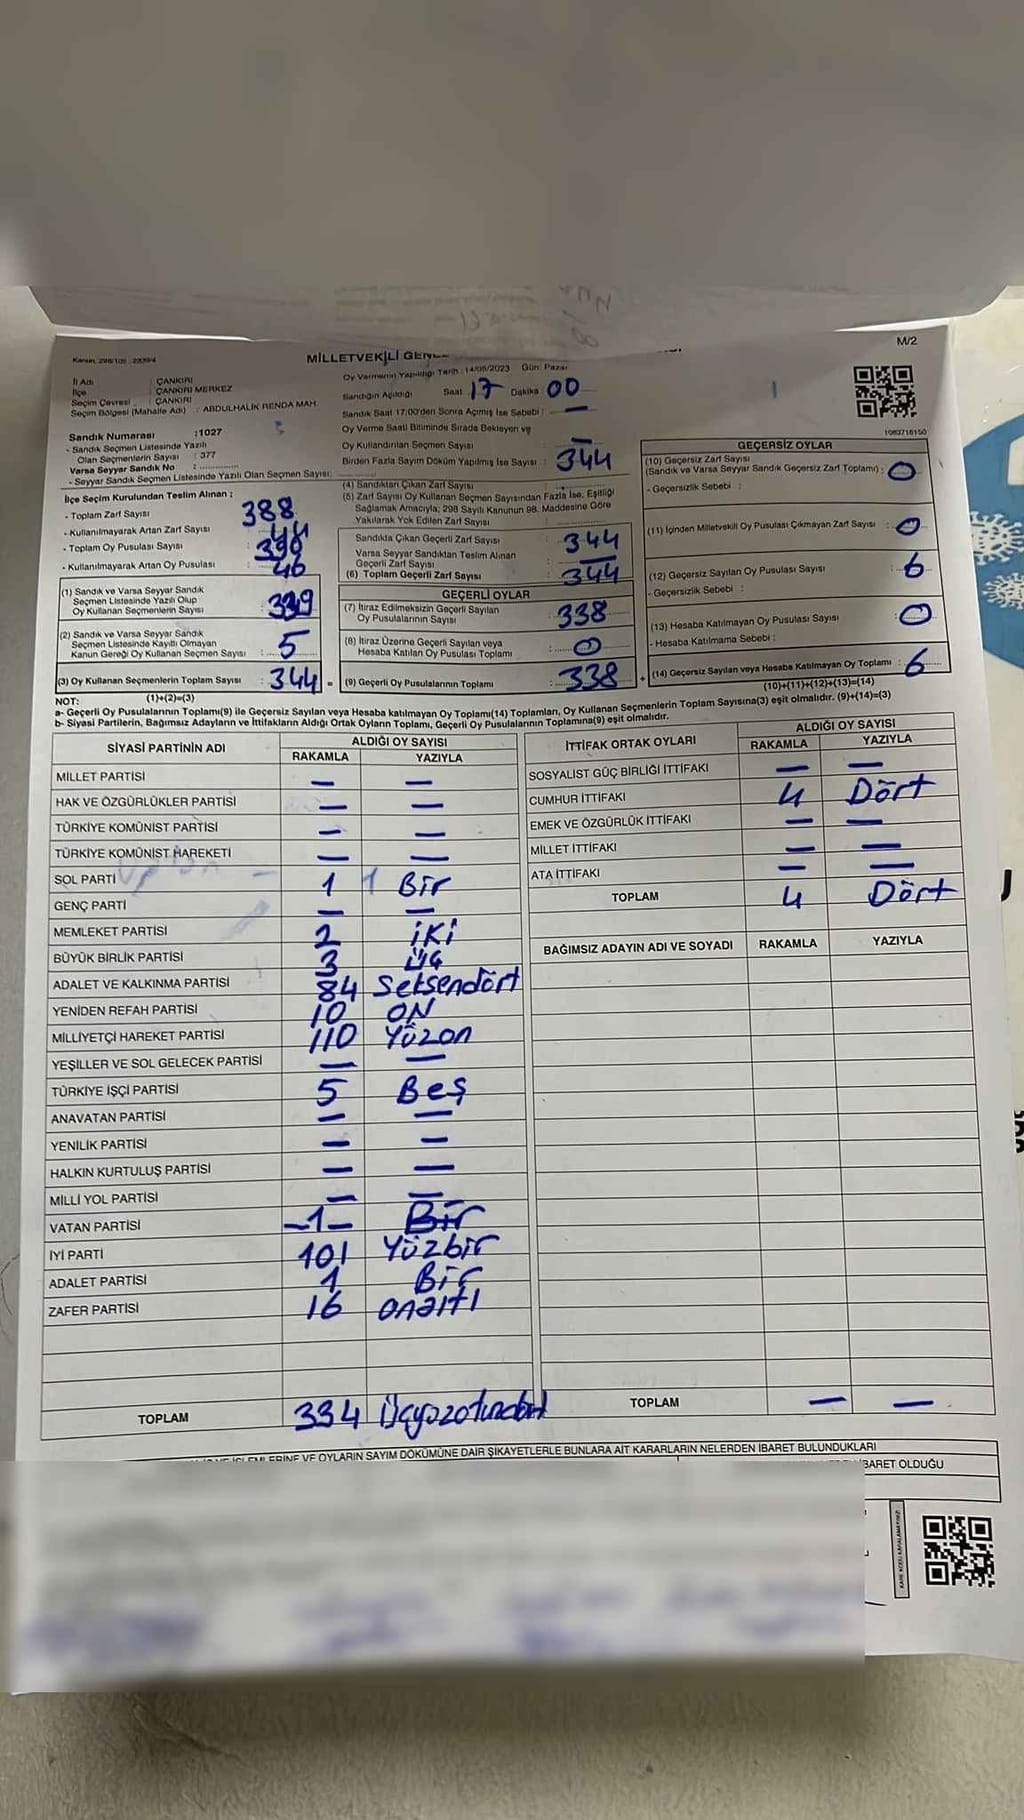 M/2
MİLLETVEKİLİ
İl Adı : ÇANKIRI
İlçe : ÇANKIRI MERKEZ
Seçim Çevresi : ÇANKIRI
Seçim Bölgesi (Mahalle Adı) : ABDULHALİK RENDA MAH.
Sandık Numarası :1027
- Sandık Seçmen Listesinde Yazılı
Olan Seçmenlerin Sayısı : 377
Varsa Seyyar Sandık No :
- Seyyar Sandık Seçmen Listesinde Yazılı Olan Seçmen Sayısı:
İlçe Seçim Kurulundan Teslim Alınan :
- Toplam Zarf Sayısı : 388
- Kullanılmayarak Artan Zarf Sayısı :
- Toplam Oy Pusulası Sayısı :
- Kullanılmayarak Artan Oy Pusulası : 46
(1) Sandık ve Varsa Seyyar Sandık
Seçmen Listesinde Yazılı Olup
Oy Kullanan Seçmenlerin Sayısı : 339
(2) Sandık ve Varsa Seyyar Sandık
Seçmen Listesinde Kayıtlı Olmayan
Kanun Gereği Oy Kullanan Seçmen Sayısı : 5
(3) Oy Kullanan Seçmenlerin Toplam Sayısı : 344
Oy Vermenin Yapıldığı Tarih : 14/05/2023 Gün: Pazar
Sandığın Açıldığı Saat : 17 Dakika 00
Sandık Saat 17:00'den Sonra Açılmış İse Sebebi : –
Oy Verme Saati Bitiminde Sırada Bekleyen ve
Oy Kullandırılan Seçmen Sayısı : –
Birden Fazla Sayım Döküm Yapılmış İse Sayısı :
(4) Sandıktan Çıkan Zarf Sayısı : 344
(5) Zarf Sayısı Oy Kullanan Seçmen Sayısından Fazla İse, Eşitliği
Sağlamak Amacıyla; 298 Sayılı Kanunun 98. Maddesine Göre
Yakılarak Yok Edilen Zarf Sayısı :
Sandıkta Çıkan Geçerli Zarf Sayısı : 344
Varsa Seyyar Sandıktan Teslim Alınan
Geçerli Zarf Sayısı : –
(6) Toplam Geçerli Zarf Sayısı : 344
GEÇERLİ OYLAR
(7) İtiraz Edilmeksizin Geçerli Sayılan
Oy Pusulalarının Sayısı : 338
(8) İtiraz Üzerine Geçerli Sayılan veya
Hesaba Katılan Oy Pusulası Toplamı : 0
= (9) Geçerli Oy Pusulalarının Toplamı : 338 +
1083716150
GEÇERSİZ OYLAR
(10) Geçersiz Zarf Sayısı
(Sandık ve Varsa Seyyar Sandık Geçersiz Zarf Toplamı) : 0
- Geçersizlik Sebebi :
(11) İçinden Milletvekili Oy Pusulası Çıkmayan Zarf Sayısı : 0
(12) Geçersiz Sayılan Oy Pusulası Sayısı : 6
- Geçersizlik Sebebi :
(13) Hesaba Katılmayan Oy Pusulası Sayısı : 0
- Hesaba Katılmama Sebebi :
(14) Geçersiz Sayılan veya Hesaba Katılmayan Oy Toplamı : 6
NOT: (1)+(2)=(3) (10)+(11)+(12)+(13)=(14)
a- Geçerli Oy Pusulalarının Toplamı(9) ile Geçersiz Sayılan veya Hesaba katılmayan Oy Toplamı(14) Toplamları, Oy Kullanan Seçmenlerin Toplam Sayısına(3) eşit olmalıdır. (9)+(14)=(3)
b- Siyasi Partilerin, Bağımsız Adayların ve İttifakların Aldığı Ortak Oyların Toplamı, Geçerli Oy Pusulalarının Toplamına(9) eşit olmalıdır.
SİYASİ PARTİNİN ADI ALDIĞI OY SAYISI
RAKAMLA YAZIYLA
MİLLET PARTİSİ – –
HAK VE ÖZGÜRLÜKLER PARTİSİ – –
TÜRKİYE KOMÜNİST PARTİSİ – –
TÜRKİYE KOMÜNİST HAREKETİ – –
SOL PARTİ 1 1 Bir
GENÇ PARTİ – –
MEMLEKET PARTİSİ 2 İKİ
BÜYÜK BİRLİK PARTİSİ 3 ÜÇ
ADALET VE KALKINMA PARTİSİ 84 Seksendört
YENİDEN REFAH PARTİSİ 10 ON
MİLLİYETÇİ HAREKET PARTİSİ 110 Yüzon
YEŞİLLER VE SOL GELECEK PARTİSİ – –
TÜRKİYE İŞÇİ PARTİSİ 5 Beş
ANAVATAN PARTİSİ – –
YENİLİK PARTİSİ – –
HALKIN KURTULUŞ PARTİSİ – –
MİLLİ YOL PARTİSİ – –
VATAN PARTİSİ –1– Bir
İYİ PARTİ 101 Yüzbir
ADALET PARTİSİ 1 Bir
ZAFER PARTİSİ 16 onaltı
TOPLAM 334
İTTİFAK ORTAK OYLARI ALDIĞI OY SAYISI
RAKAMLA YAZIYLA
SOSYALİST GÜÇ BİRLİĞİ İTTİFAKI – –
CUMHUR İTTİFAKI 4 Dört
EMEK VE ÖZGÜRLÜK İTTİFAKI – –
MİLLET İTTİFAKI – –
ATA İTTİFAKI – –
TOPLAM 4 Dört
BAĞIMSIZ ADAYIN ADI VE SOYADI RAKAMLA YAZIYLA
TOPLAM – –
İŞLEMLERİNE VE OYLARIN SAYIM DÖKÜMÜNE DAİR ŞİKAYETLERLE BUNLARA AİT KARARLARIN NELERDEN İBARET BULUNDUKLARI
İBARET OLDUĞU